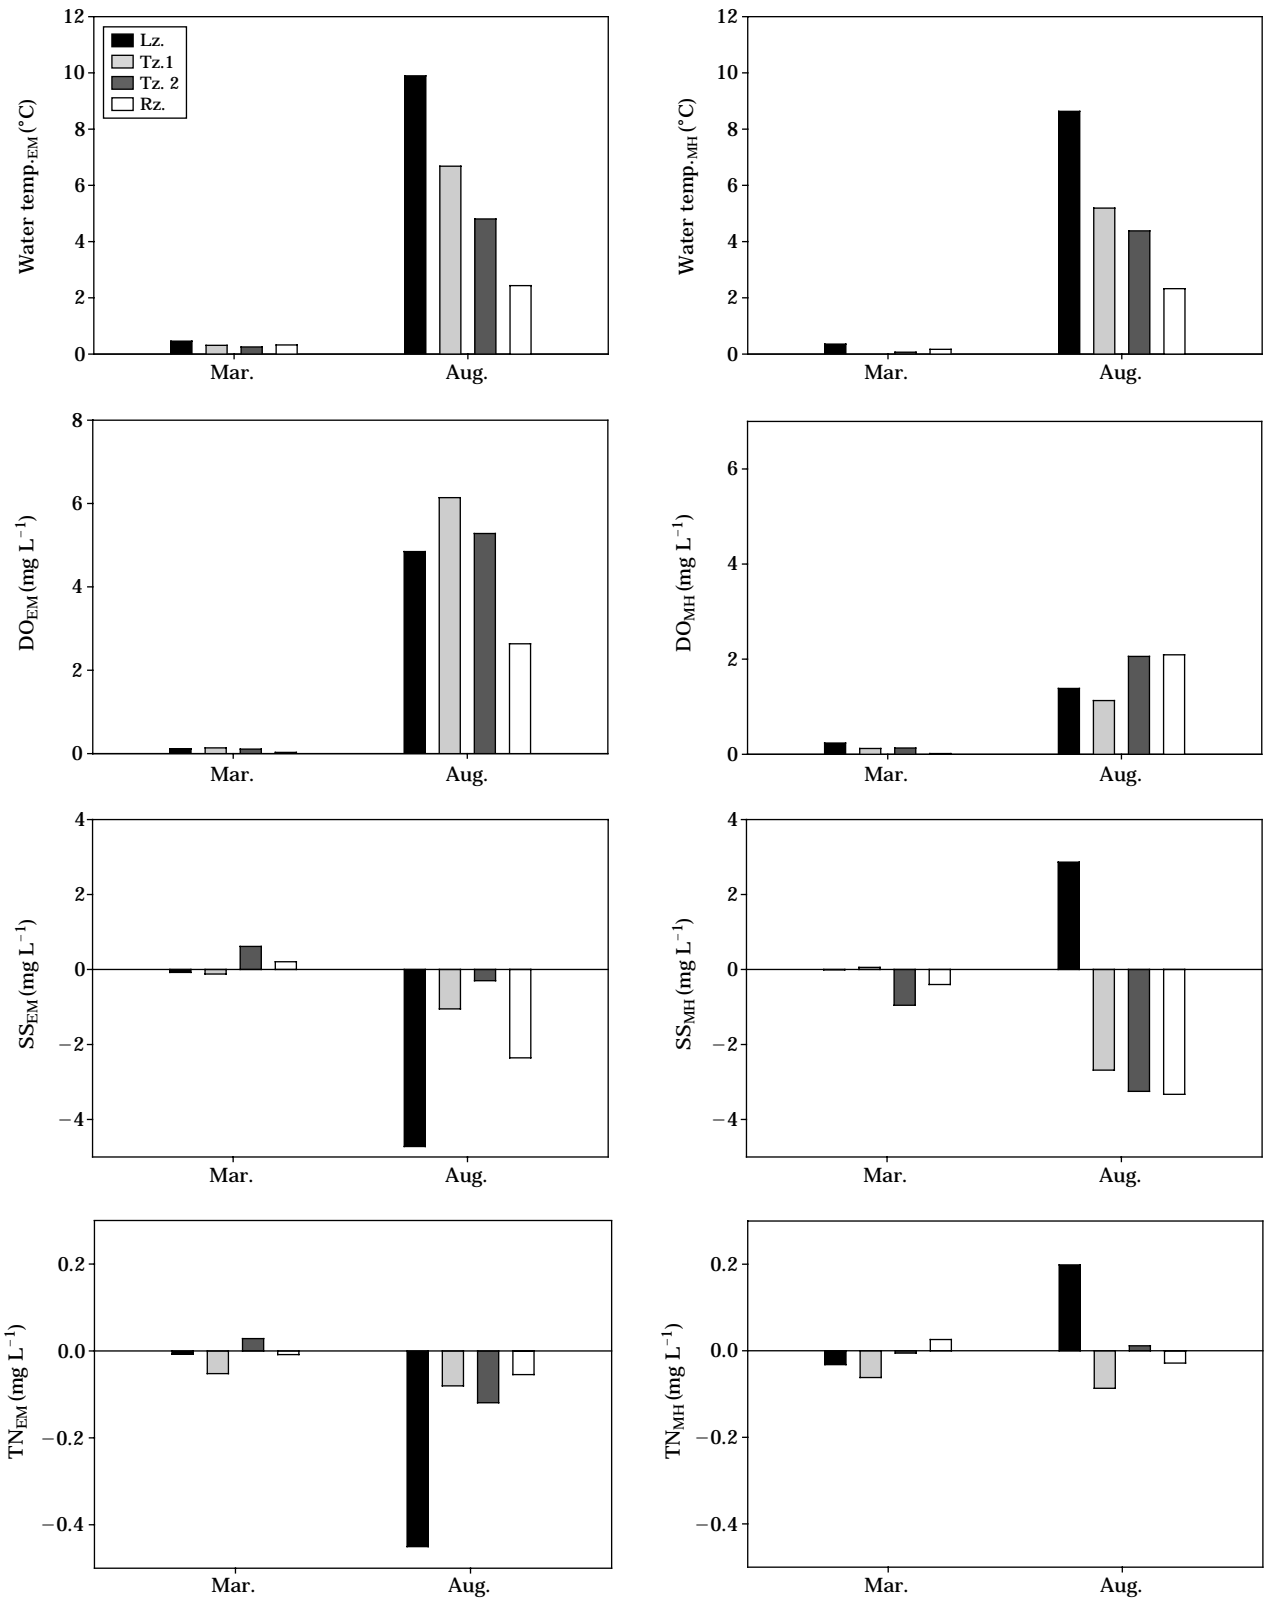 12
10
8
6
4
2
0
Water temp.EM (°C)
Lz.
Tz.1
Tz. 2
Rz.
Mar.
Aug.
12
10
8
6
4
2
0
Water temp.MH (°C)
Mar.
Aug.
8
6
4
2
0
DOEM (mg L−1)
Mar.
Aug.
6
4
2
0
DOMH (mg L−1)
Mar.
Aug.
4
2
0
−2
−4
SSEM (mg L−1)
Mar.
Aug.
4
2
0
−2
−4
SSMH (mg L−1)
Mar.
Aug.
0.2
0.0
−0.2
−0.4
TNEM (mg L−1)
Mar.
Aug.
0.2
0.0
−0.2
−0.4
TNMH (mg L−1)
Mar.
Aug.